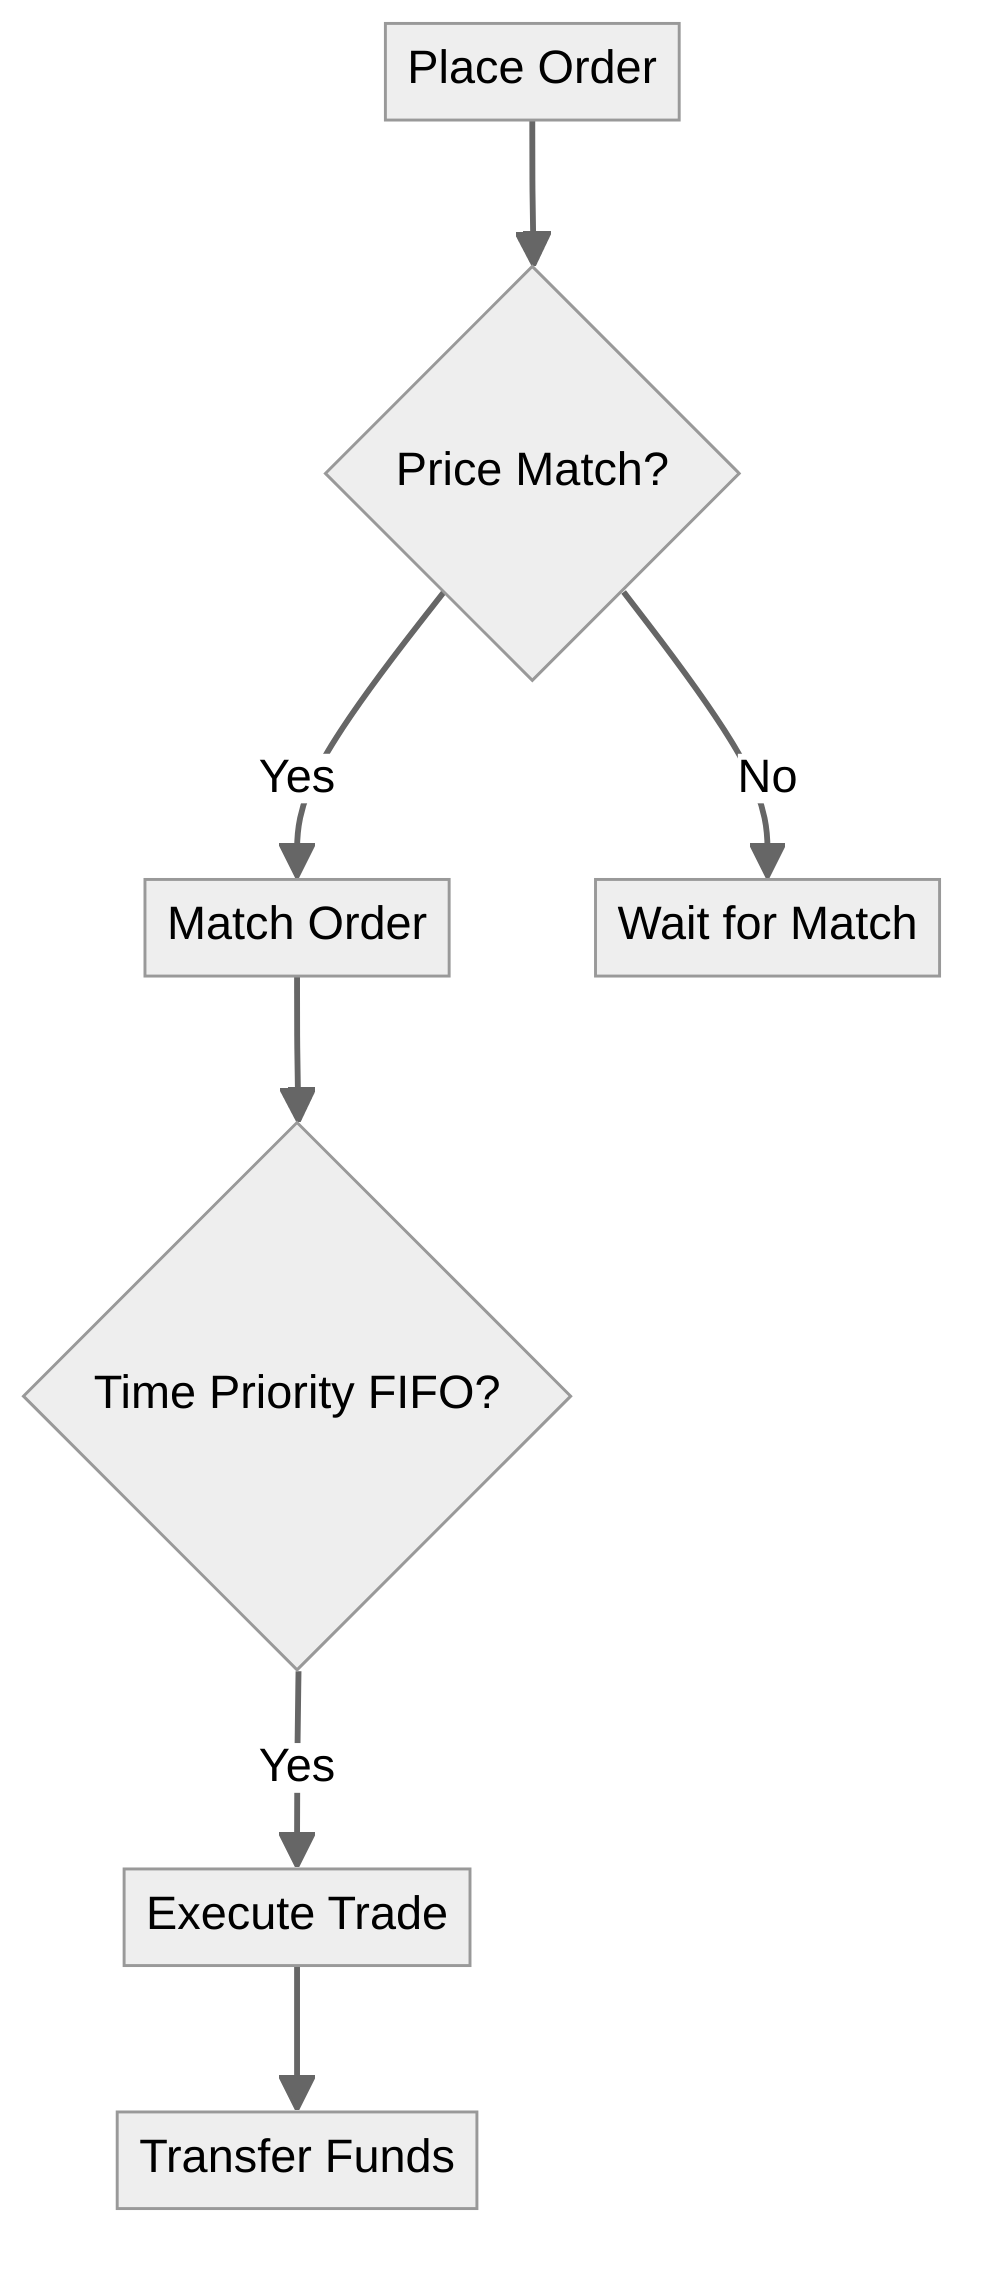 Place Order
Price Match?
Yes
No
Match Order
Wait for Match
Time Priority FIFO?
Yes
Execute Trade
Transfer Funds